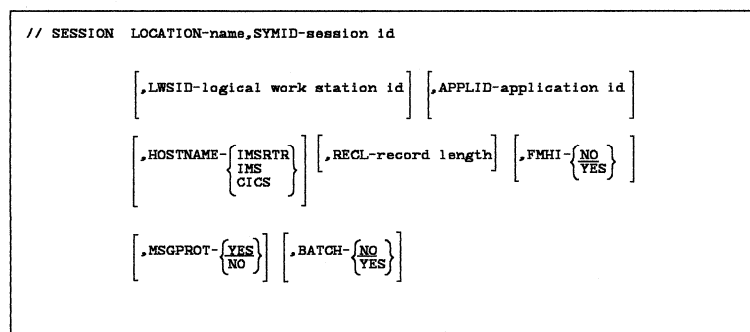 // SESSION LOCATION-name,SYMID-session id
[,LWSID-logical work station id] [,APPLID-application id]
[,HOSTNAME-{IMSRTR
IMS
CICS}] [,RECL-record length] [,FMHI-{NO
YES}]
[,MSGPROT-{YES
NO}] [,BATCH-{NO
YES}]